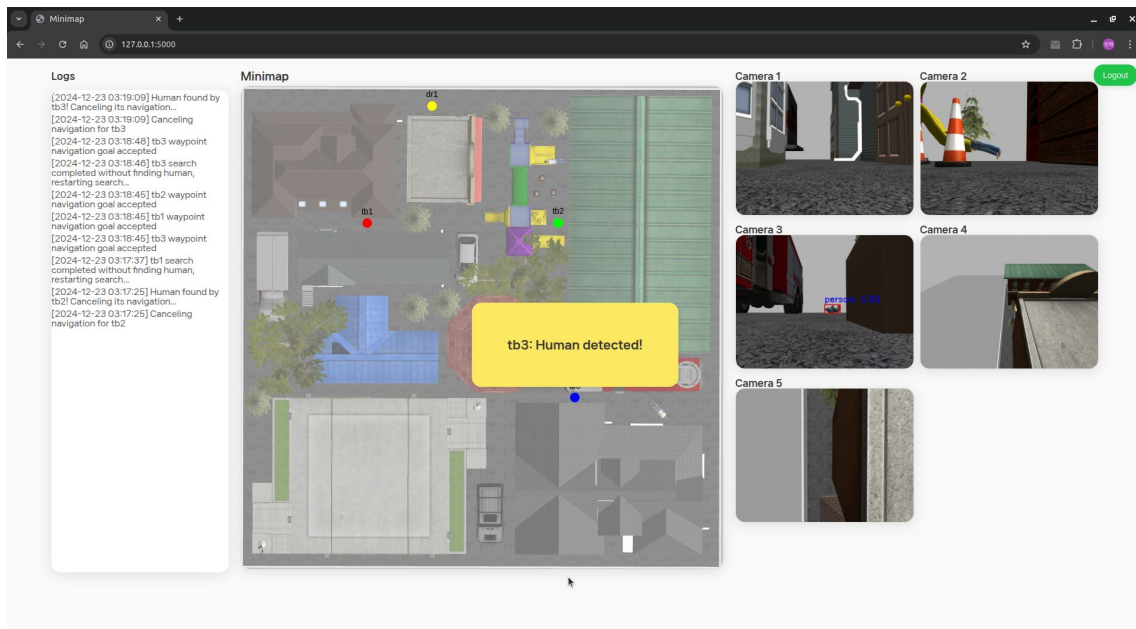 Minimap
127.0.0.1:5000
Logs
[2024-12-23 03:19:09] Human found by
tb3! Canceling its navigation...
[2024-12-23 03:19:09] Canceling
navigation for tb3
[2024-12-23 03:18:48] tb3 waypoint
navigation goal accepted
[2024-12-23 03:18:46] tb3 search
completed without finding human,
restarting search...
[2024-12-23 03:18:45] tb2 waypoint
navigation goal accepted
[2024-12-23 03:18:45] tb1 waypoint
navigation goal accepted
[2024-12-23 03:18:45] tb3 waypoint
navigation goal accepted
[2024-12-23 03:17:37] tb1 search
completed without finding human,
restarting search...
[2024-12-23 03:17:25] Human found by
tb2! Canceling its navigation...
[2024-12-23 03:17:25] Canceling
navigation for tb2
Minimap
dr1
tb1
tb2
tb3: Human detected!
Camera 1
Camera 2
Logout
Camera 3
person
Camera 4
Camera 5